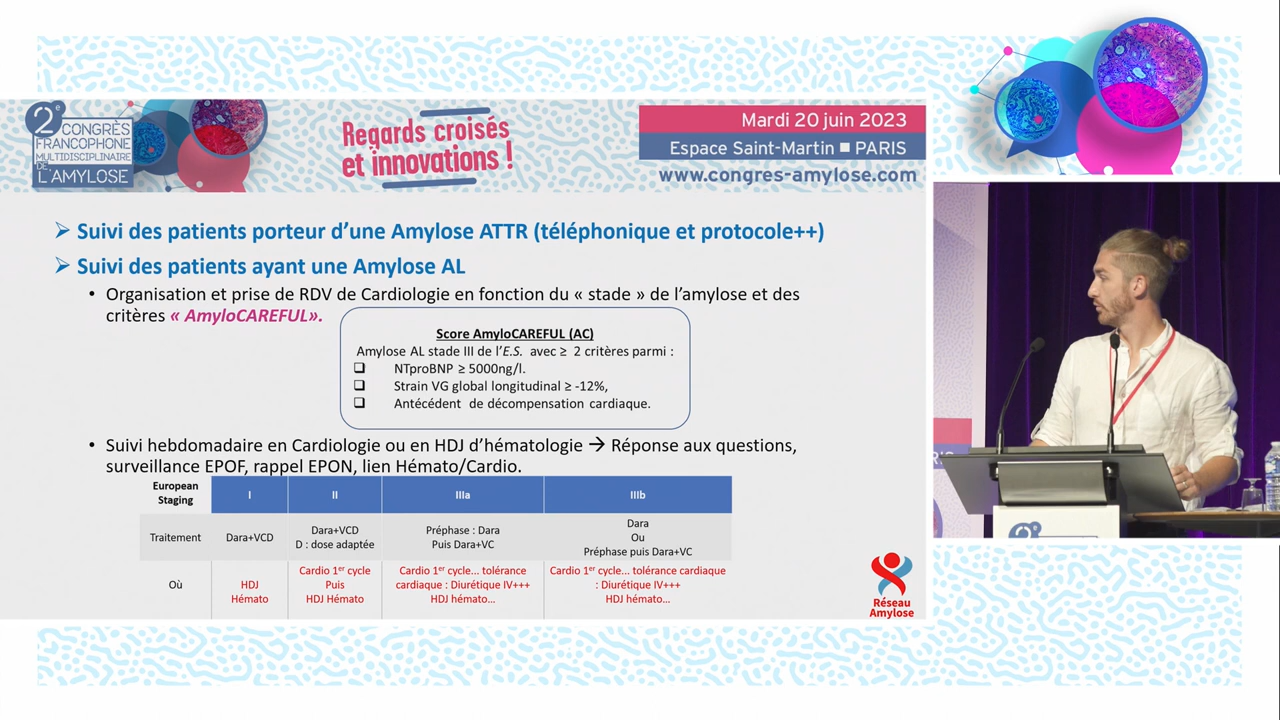 2e CONGRÈS
FRANCOPHONE
MULTIDISCIPLINAIRE
DE
L'AMYLOSE
Regards croisés
et innovations !
Mardi 20 juin 2023
Espace Saint-Martin ■ PARIS
www.congres-amylose.com
➢ Suivi des patients porteur d'une Amylose ATTR (téléphonique et protocole++)
➢ Suivi des patients ayant une Amylose AL
• Organisation et prise de RDV de Cardiologie en fonction du « stade » de l'amylose et des
critères « AmyloCAREFUL».
Score AmyloCAREFUL (AC)
Amylose AL stade III de l'E.S. avec ≥ 2 critères parmi :
❑ NTproBNP ≥ 5000ng/l.
❑ Strain VG global longitudinal ≥ -12%,
❑ Antécédent de décompensation cardiaque.
• Suivi hebdomadaire en Cardiologie ou en HDJ d'hématologie → Réponse aux questions,
surveillance EPOF, rappel EPON, lien Hémato/Cardio.
European
Staging
I
II
IIIa
IIIb
Traitement
Dara+VCD
Dara+VCD
D : dose adaptée
Préphase : Dara
Puis Dara+VC
Dara
Ou
Préphase puis Dara+VC
Où
HDJ
Hémato
Cardio 1er cycle
Puis
HDJ Hémato
Cardio 1er cycle... tolérance
cardiaque : Diurétique IV+++
HDJ hémato...
Cardio 1er cycle... tolérance cardiaque
: Diurétique IV+++
HDJ hémato...
Réseau
Amylose